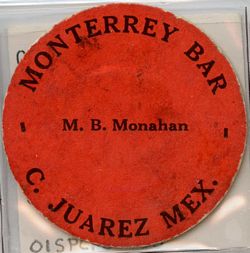 MONTERREY BAR
M. B. Monahan
C. JUAREZ MEX.